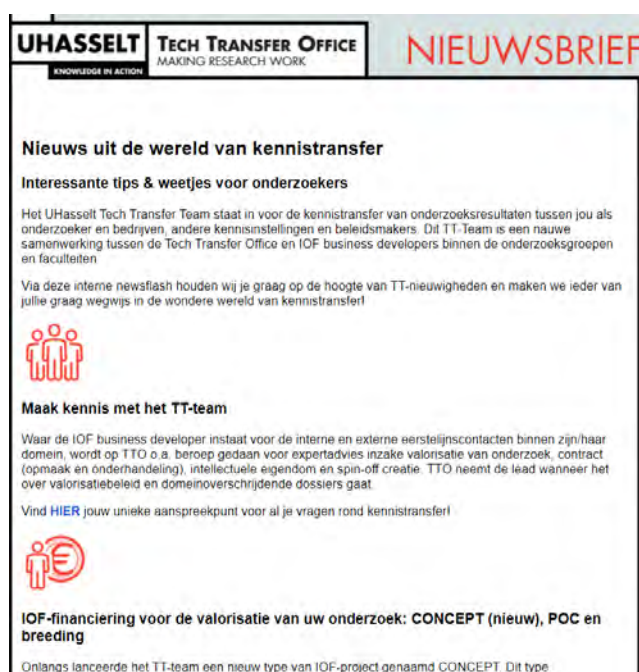 UHASSELT
KNOWLEDGE IN ACTION
TECH TRANSFER OFFICE
MAKING RESEARCH WORK
NIEUWSBRIEF
Nieuws uit de wereld van kennistransfer
Interessante tips & weetjes voor onderzoekers
Het UHasselt Tech Transfer Team staat in voor de kennistransfer van onderzoeksresultaten tussen jou als
onderzoeker en bedrijven, andere kennisinstellingen en beleidsmakers. Dit TT-Team is een nauwe
samenwerking tussen de Tech Transfer Office en IOF business developers binnen de onderzoeksgroepen
en faculteiten
Via deze interne newsflash houden wij je graag op de hoogte van TT-nieuwigheden en maken we ieder van
jullie graag wegwijs in de wondere wereld van kennistransfer!
Maak kennis met het TT-team
Waar de IOF business developer instaat voor de interne en externe eerstelijnscontacten binnen zijn/haar
domein, wordt op TTO o.a. beroep gedaan voor expertadvies inzake valorisatie van onderzoek, contract
(opmaak en onderhandeling), intellectuele eigendom en spin-off creatie. TTO neemt de lead wanneer het
over valorisatiebeleid en domeinoverschrijdende dossiers gaat.
Vind HIER jouw unieke aanspreekpunt voor al je vragen rond kennistransfer!
IOF-financiering voor de valorisatie van uw onderzoek: CONCEPT (nieuw), POC en
breeding
Onlangs lanceerde het TT-team een nieuw type van IOF-project genaamd CONCEPT. Dit type